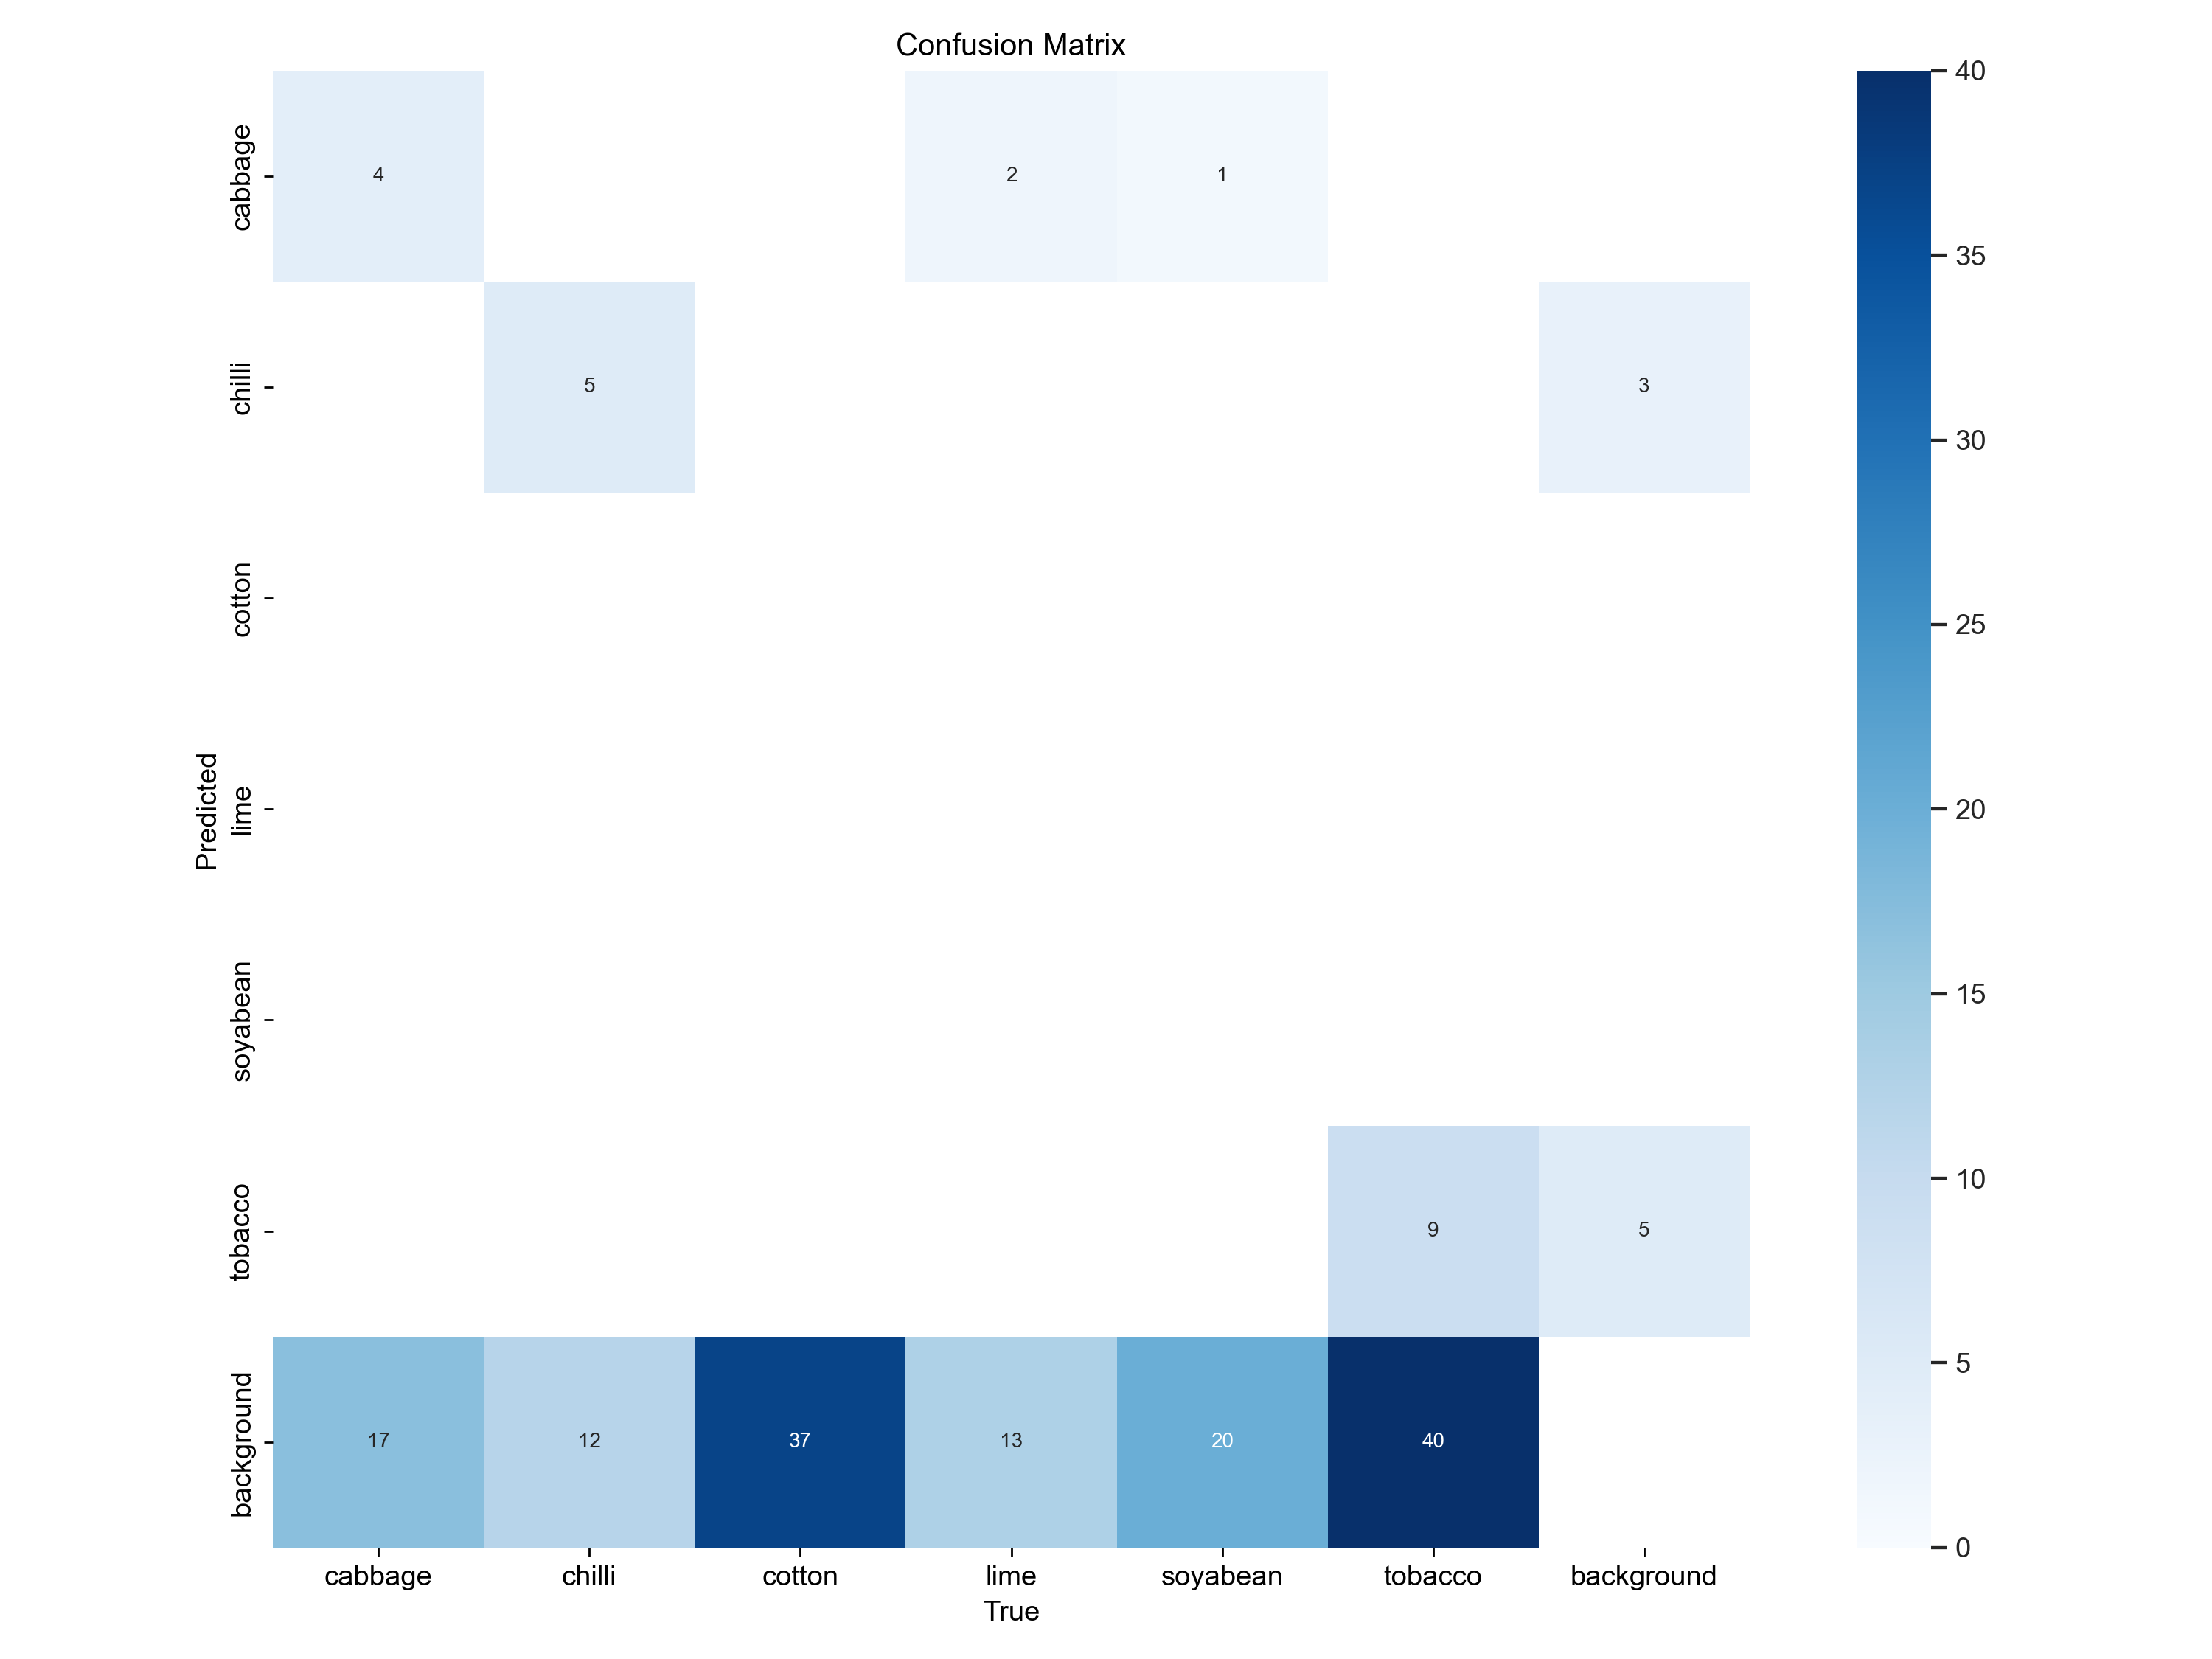 Confusion Matrix
cabbage
4
2
1
chilli
5
3
cotton
lime
soyabean
tobacco
9
5
background
17
12
37
13
20
40
Predicted
cabbage
chilli
cotton
lime
soyabean
tobacco
background
True
40
35
30
25
20
15
10
5
0